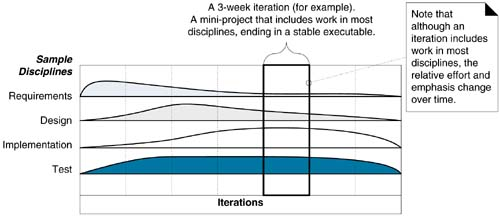 A 3-week iteration (for example).
A mini-project that includes work in most
disciplines, ending in a stable executable.
Note that
although an
iteration includes
work in most
disciplines, the
relative effort and
emphasis change
over time.
Sample
Disciplines
Requirements
Design
Implementation
Test
Iterations